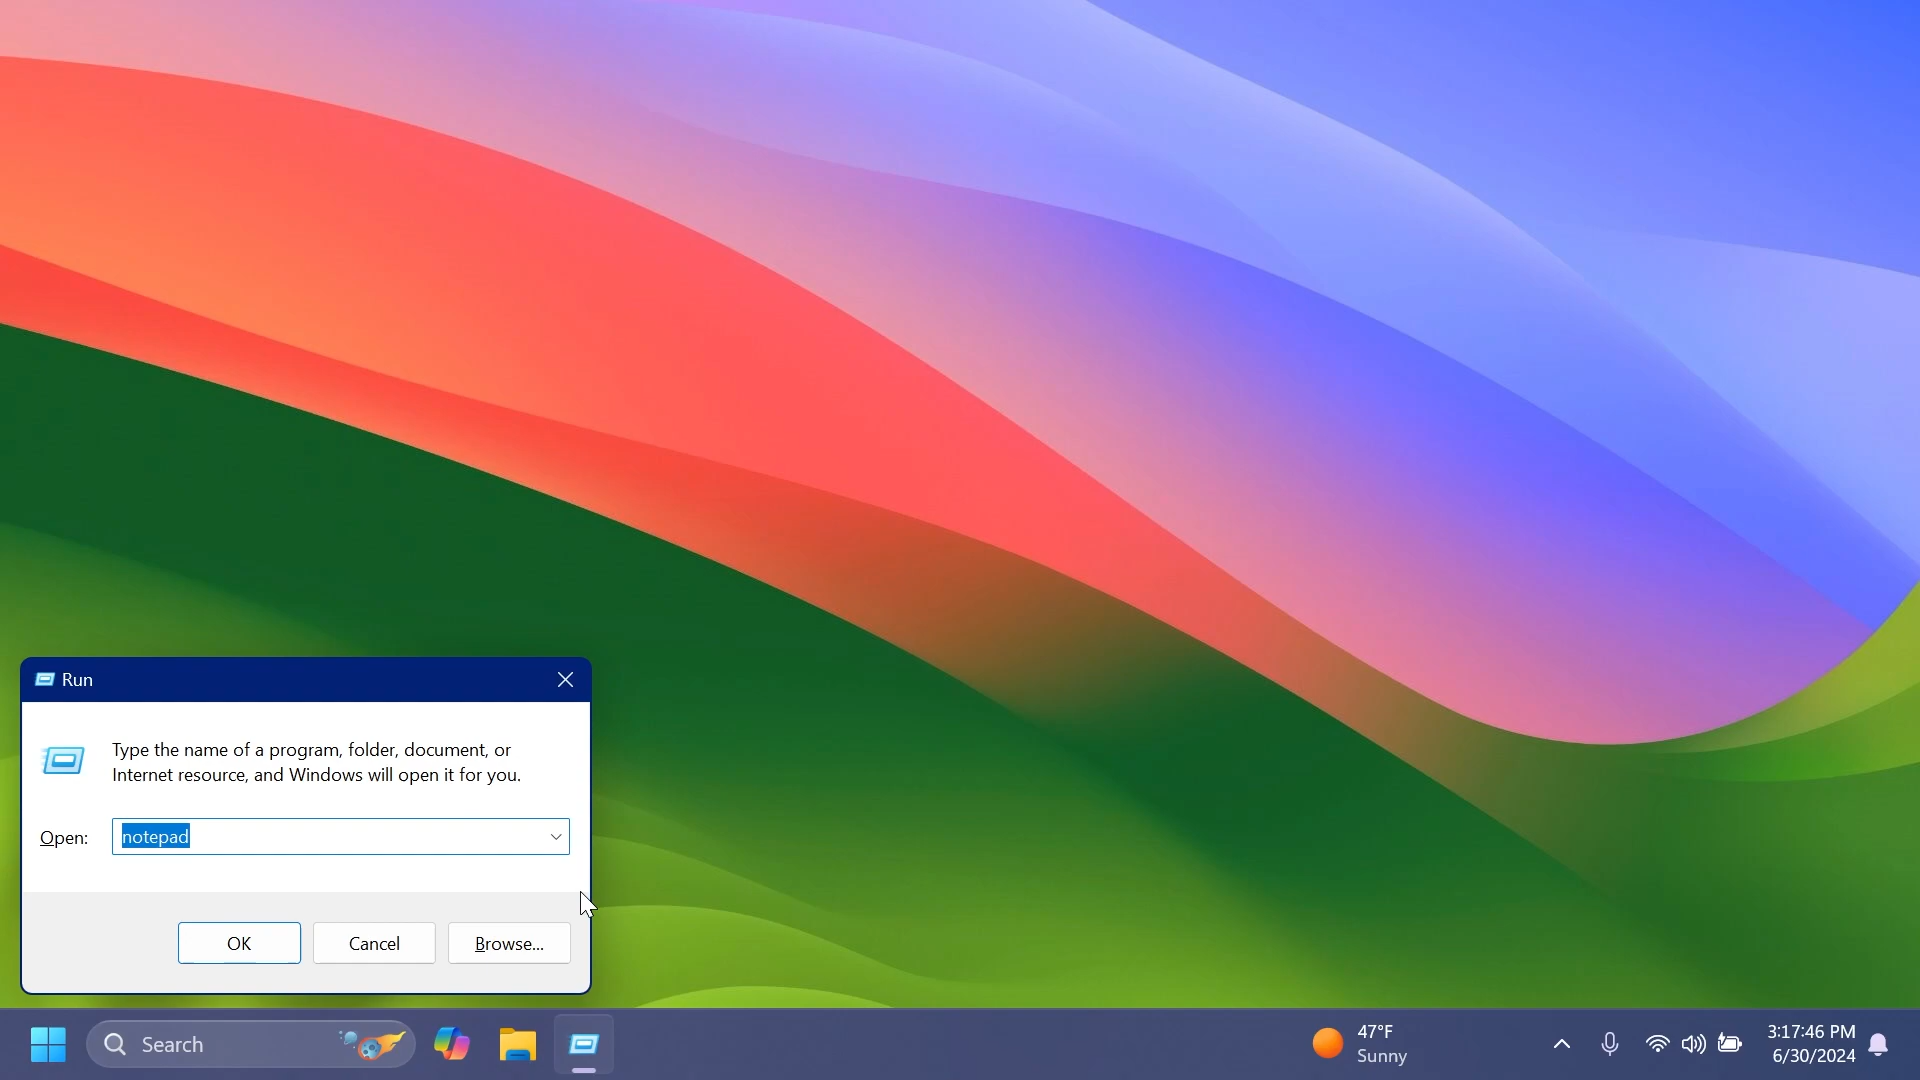 Run
Type the name of a program, folder, document, or
Internet resource, and Windows will open it for you.
Open:
notepad
OK
Cancel
Browse...
Search
47°F
Sunny
3:17:46 PM
6/30/2024